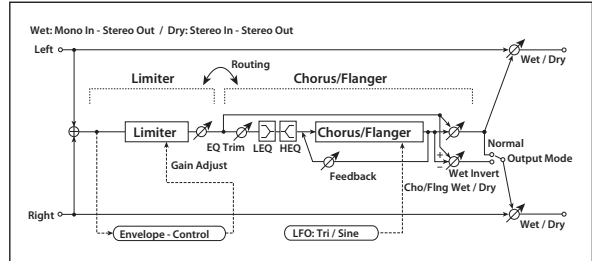 Wet: Mono In - Stereo Out / Dry: Stereo In - Stereo Out
Left
Wet / Dry
Routing
Limiter
Chorus/Flanger
Limiter
EQ Trim
LEQ
HEQ
Chorus/Flanger
Normal
Output Mode
+
−
Wet Invert
Gain Adjust
Feedback
Cho/Flng Wet / Dry
Right
Wet / Dry
Envelope - Control
LFO: Tri / Sine